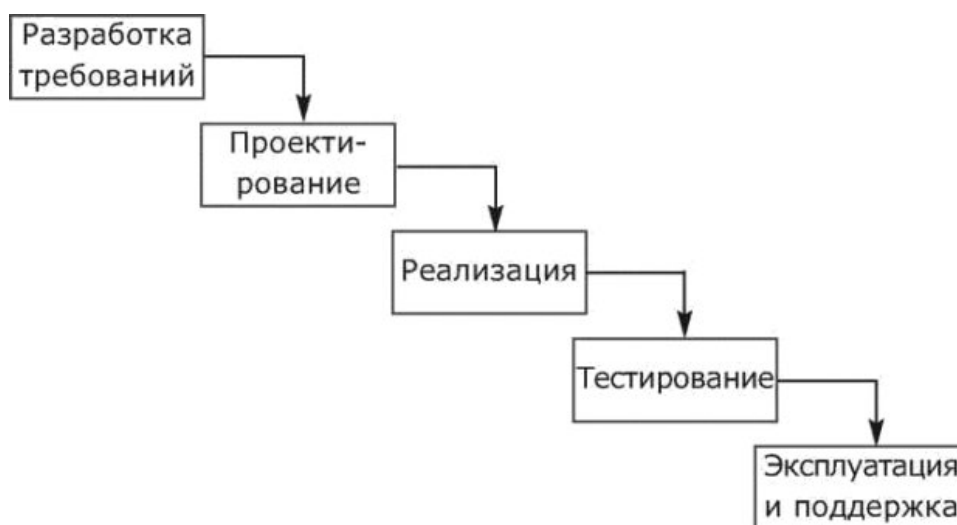 Разработка
требований
Проекти-
рование
Реализация
Тестирование
Эксплуатация
и поддержка